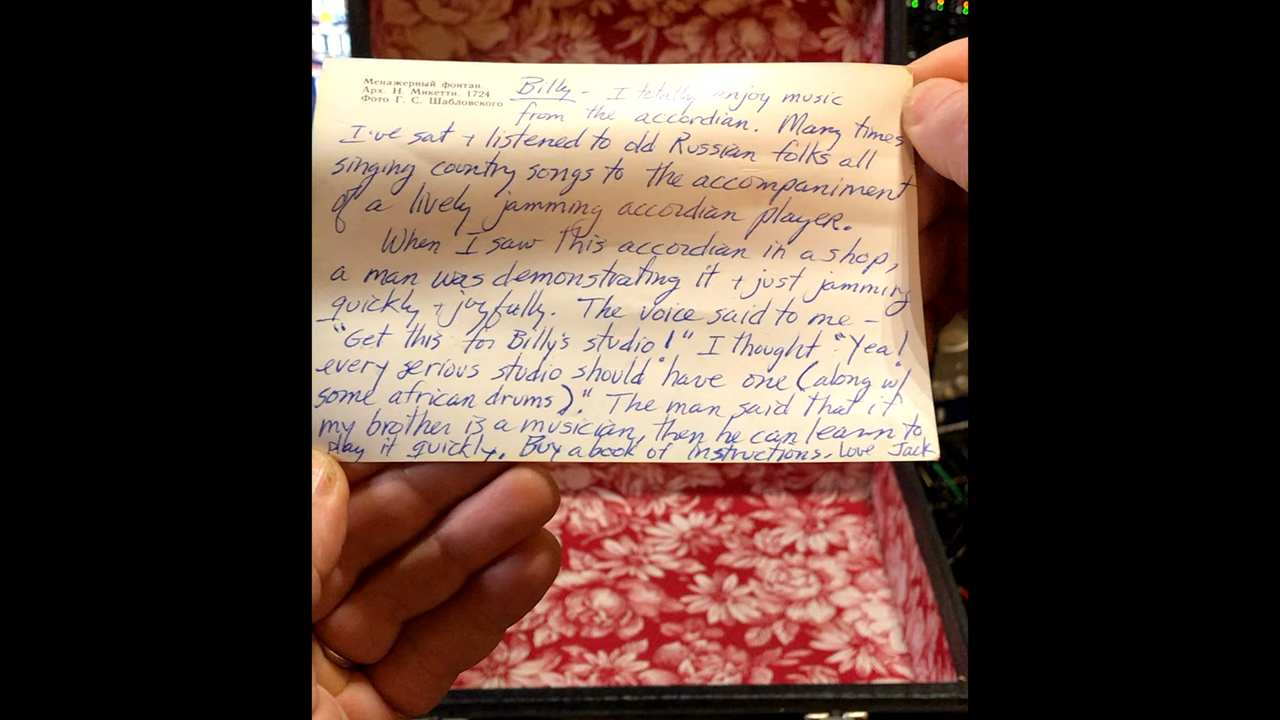 Менажерный фонтан.
Арх. Н. Микетти. 1724
Фото Г. С. Шабловского
Billy - I totally enjoy music
from the accordian. Many times
I've sat + listened to old Russian folks all
singing country songs to the accompaniment
of a lively jamming accordian player.
When I saw this accordian in a shop,
a man was demonstrating it + just jamming
quickly + joyfully. The voice said to me -
"Get this for Billy's studio!" I thought "Yea!
every serious studio should have one (along w/
some african drums)." The man said that if
my brother is a musician, then he can learn to
play it quickly. Buy a book of instructions. Love Jack